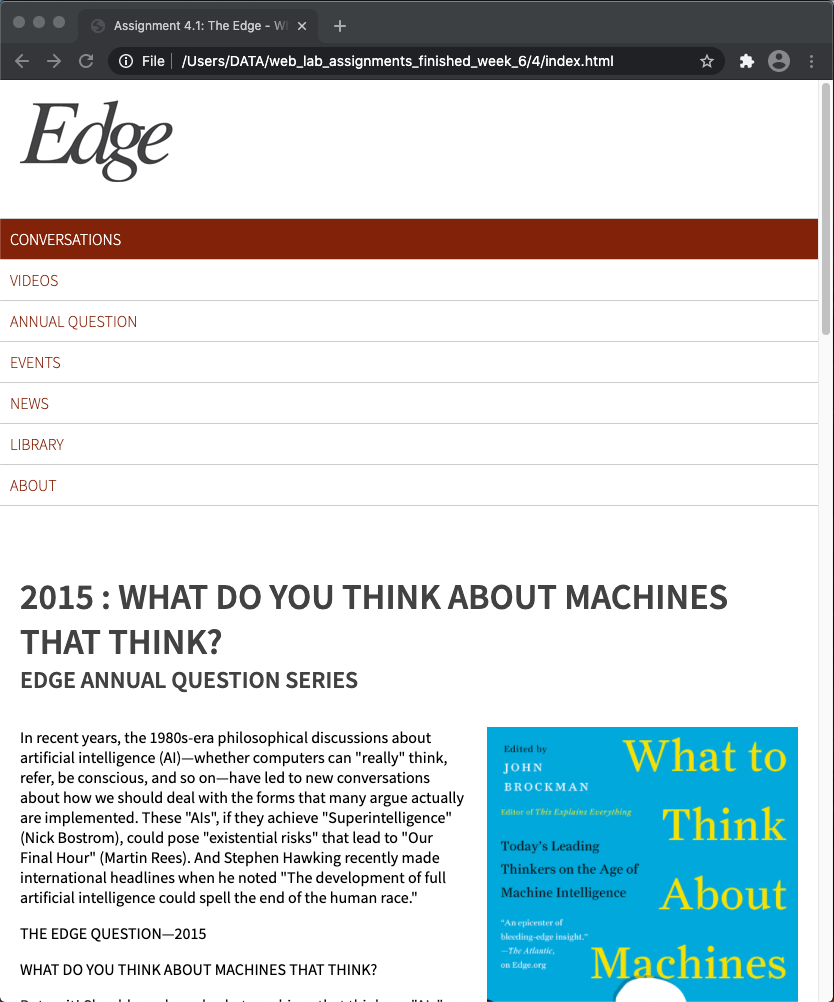 Assignment 4.1: The Edge - W
File
/Users/DATA/web_lab_assignments_finished_week_6/4/index.html
Edge
CONVERSATIONS
VIDEOS
ANNUAL QUESTION
EVENTS
NEWS
LIBRARY
ABOUT
2015 : WHAT DO YOU THINK ABOUT MACHINES
THAT THINK?
EDGE ANNUAL QUESTION SERIES
In recent years, the 1980s-era philosophical discussions about
artificial intelligence (AI)—whether computers can "really" think,
refer, be conscious, and so on—have led to new conversations
about how we should deal with the forms that many argue actually
are implemented. These "AIs", if they achieve "Superintelligence"
(Nick Bostrom), could pose "existential risks" that lead to "Our
Final Hour" (Martin Rees). And Stephen Hawking recently made
international headlines when he noted "The development of full
artificial intelligence could spell the end of the human race."
THE EDGE QUESTION—2015
WHAT DO YOU THINK ABOUT MACHINES THAT THINK?
Edited by
JOHN
BROCKMAN
Editor of This Explains Everything
What to
Think
About
Machines
Today's Leading
Thinkers on the Age of
Machine Intelligence
"An epicenter of
bleeding-edge insight."
—The Atlantic,
on Edge.org